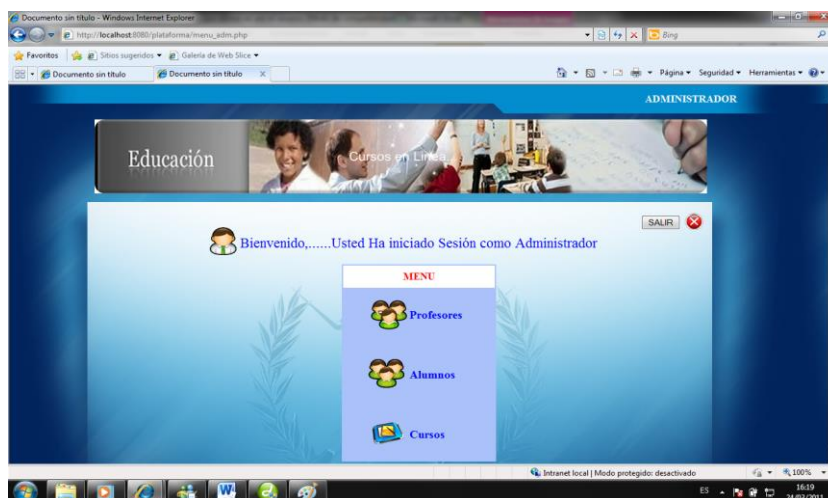 Documento sin título - Windows Internet Explorer
http://localhost:8080/plataforma/menu_adm.php
Bing
Favoritos Sitios sugeridos Galería de Web Slice
Documento sin título Documento sin título X Página Seguridad Herramientas
ADMINISTRADOR
Educación
Cursos en Linea
SALIR
Bienvenido,......Usted Ha iniciado Sesión como Administrador
MENU
Profesores
Alumnos
Cursos
Intranet local | Modo protegido: desactivado 100%
ES 16:19